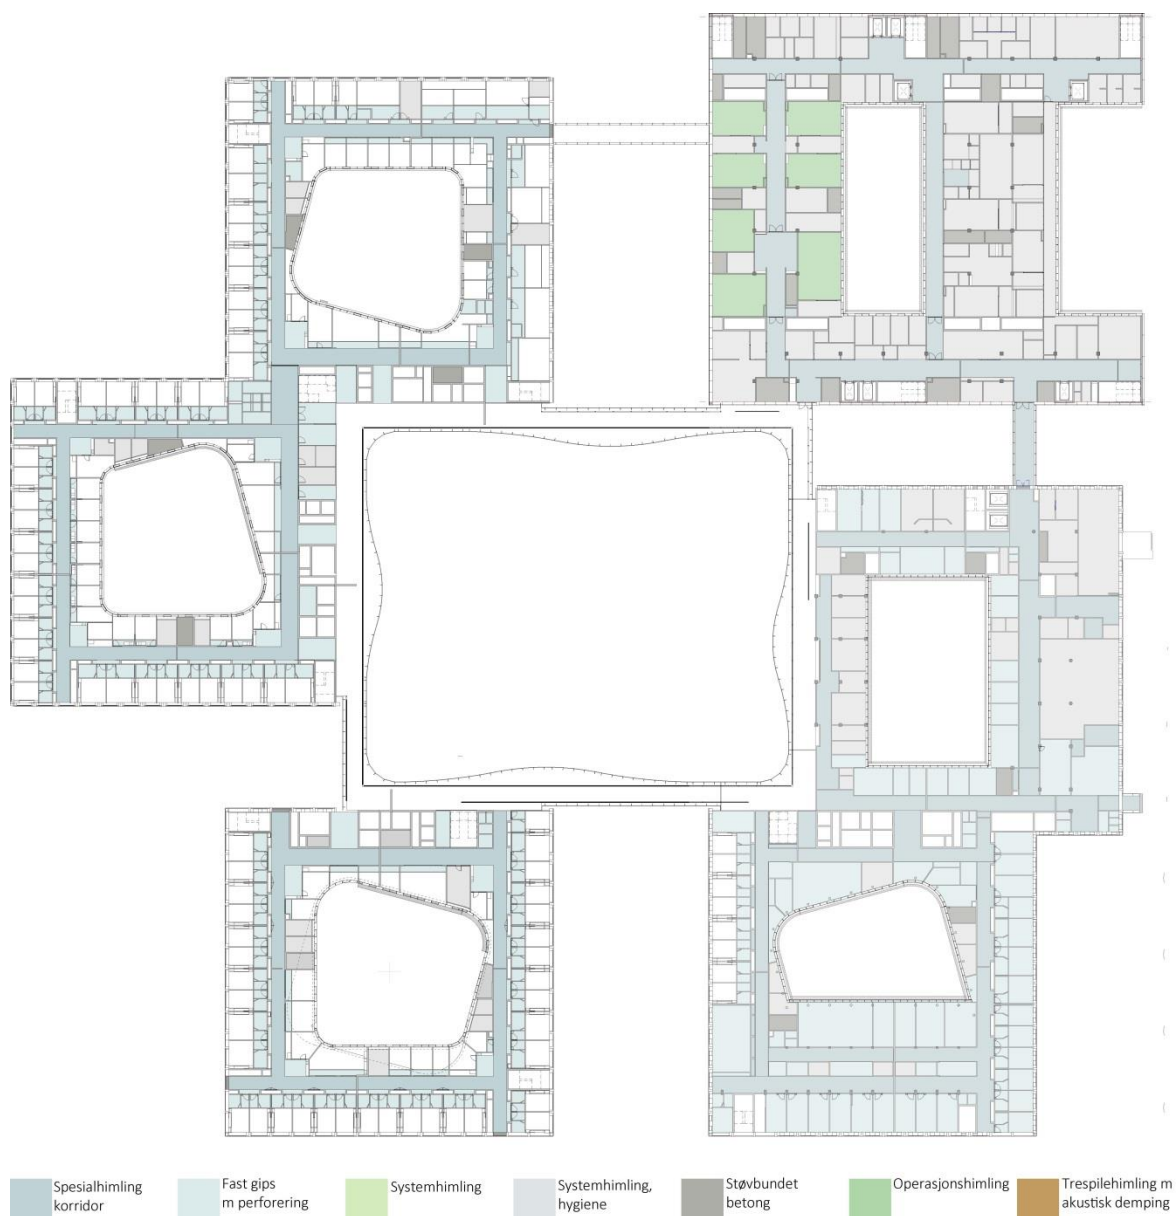 Spesialhimling
korridor
Fast gips
m perforering
Systemhimling
Systemhimling,
hygiene
Støvbundet
betong
Operasjonshimling
Trespilehimling m
akustisk demping